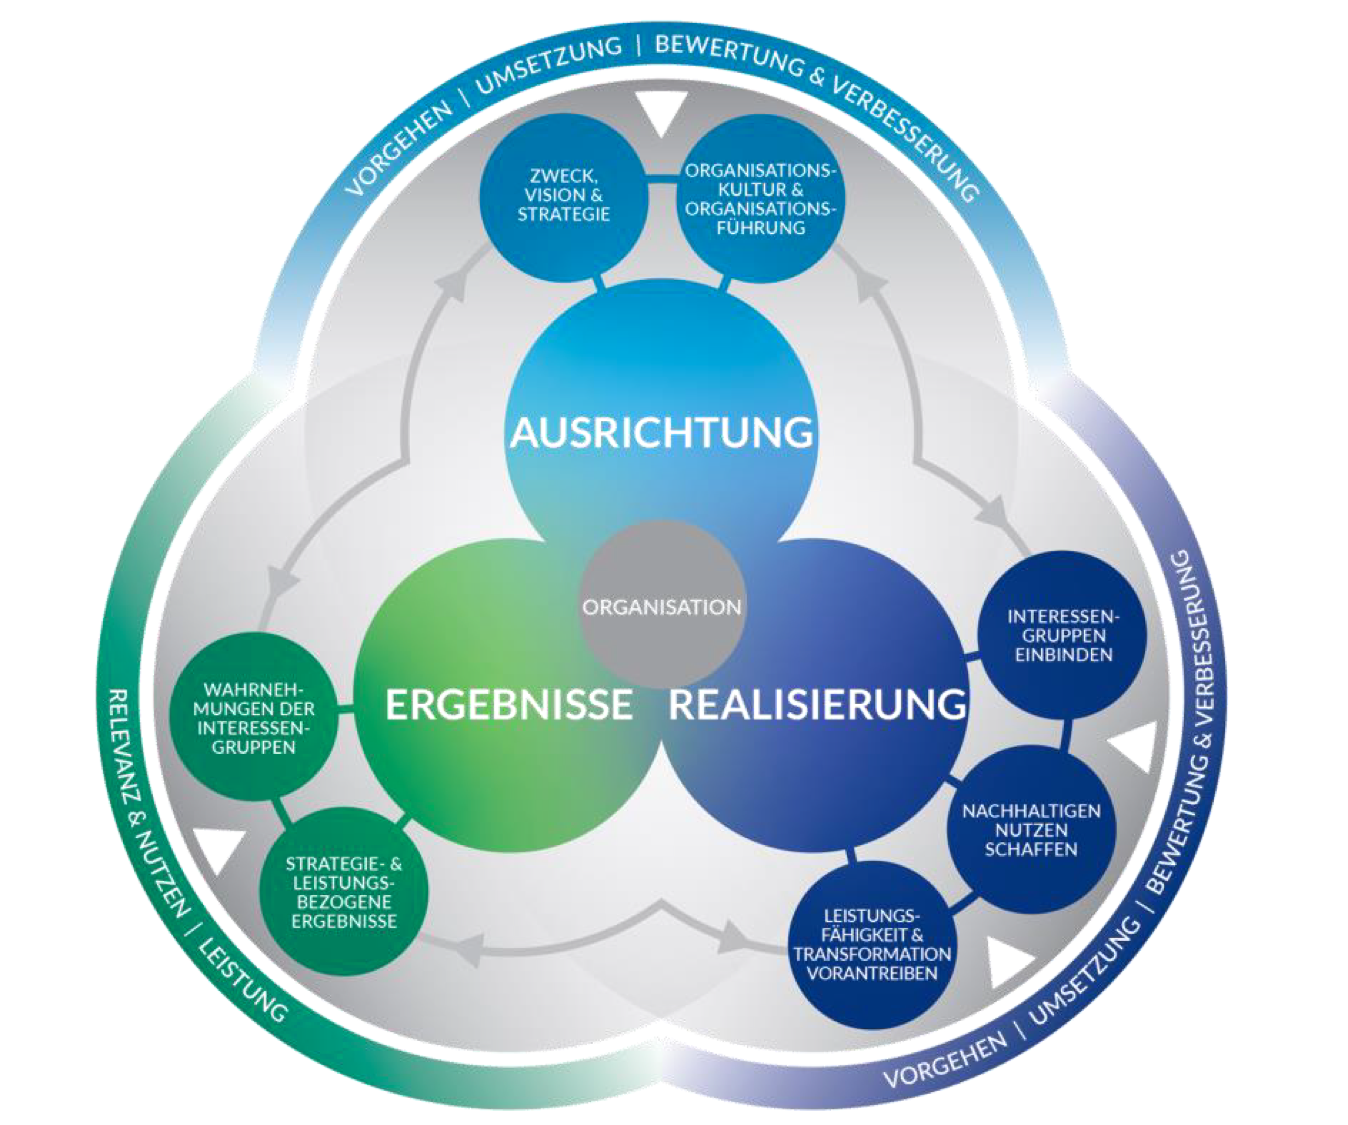 VORGEHEN | UMSETZUNG | BEWERTUNG & VERBESSERUNG
ZWECK,
VISION &
STRATEGIE
ORGANISATIONS-
KULTUR &
ORGANISATIONS-
FÜHRUNG
AUSRICHTUNG
ORGANISATION
ERGEBNISSE
REALISIERUNG
INTERESSEN-
GRUPPEN
EINBINDEN
NACHHALTIGEN
NUTZEN
SCHAFFEN
LEISTUNGS-
FÄHIGKEIT &
TRANSFORMATION
VORANTREIBEN
VORGEHEN | UMSETZUNG | BEWERTUNG & VERBESSERUNG
WAHRNEH-
MUNGEN DER
INTERESSEN-
GRUPPEN
STRATEGIE- &
LEISTUNGS-
BEZOGENE
ERGEBNISSE
RELEVANZ & NUTZEN | LEISTUNG